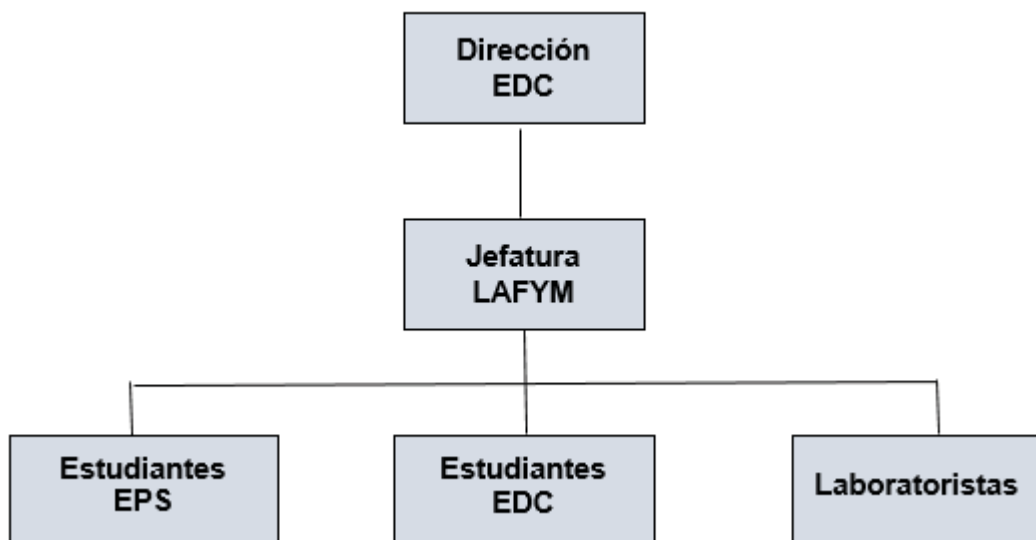 Dirección
EDC
Jefatura
LAFYM
Estudiantes
EPS
Estudiantes
EDC
Laboratoristas